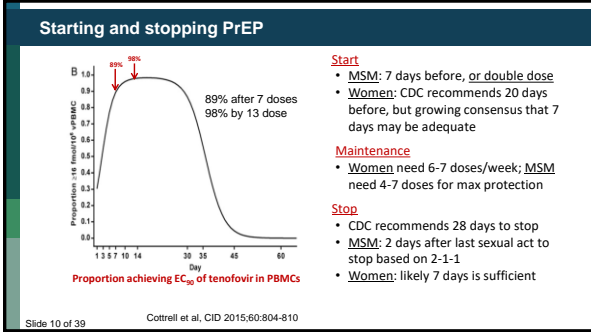 Starting and stopping PrEP
B
89%
98%
1.0
0.9
0.8
0.7
0.6
0.5
0.4
0.3
0.2
0.1
0.0
Proportion ≥16 fmol/10⁶ vPBMC
1 3 5 7 10 14 30 35 45 60
Day
89% after 7 doses
98% by 13 dose
Proportion achieving EC90 of tenofovir in PBMCs
Start
• MSM: 7 days before, or double dose
• Women: CDC recommends 20 days
before, but growing consensus that 7
days may be adequate
Maintenance
• Women need 6-7 doses/week; MSM
need 4-7 doses for max protection
Stop
• CDC recommends 28 days to stop
• MSM: 2 days after last sexual act to
stop based on 2-1-1
• Women: likely 7 days is sufficient
Cottrell et al, CID 2015;60:804-810
Slide 10 of 39